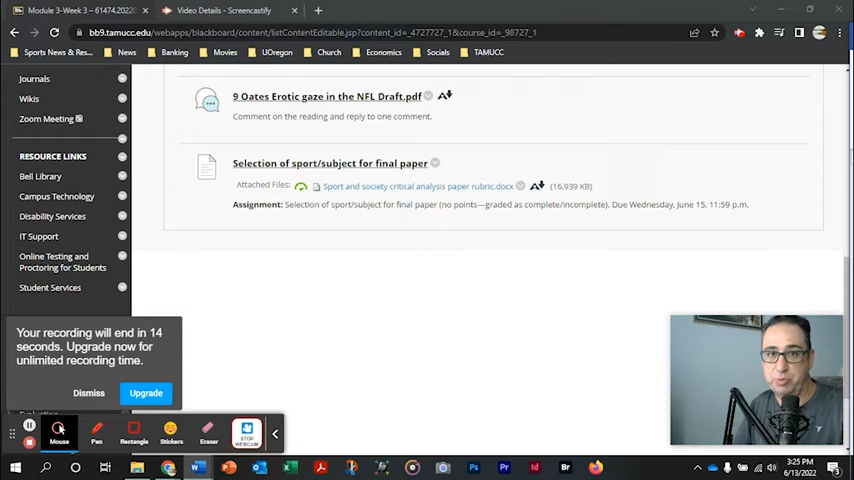 Module 3-Week 3 – 61474.20220
Video Details - Screencastify
bb9.tamucc.edu/webapps/blackboard/content/listContentEditable.jsp?content_id=_4727727_1&course_id=_98727_1
Sports News & Res...
News
Banking
Movies
UOregon
Church
Economics
Socials
TAMUCC
Journals
Wikis
Zoom Meeting
RESOURCE LINKS
Bell Library
Campus Technology
Disability Services
IT Support
Online Testing and
Proctoring for Students
Student Services
9 Oates Erotic gaze in the NFL Draft.pdf
Comment on the reading and reply to one comment.
Selection of sport/subject for final paper
Attached Files: Sport and society critical analysis paper rubric.docx (16.939 KB)
Assignment: Selection of sport/subject for final paper (no points—graded as complete/incomplete). Due Wednesday, June 15, 11:59 p.m.
Your recording will end in 14
seconds. Upgrade now for
unlimited recording time.
Dismiss
Upgrade
Evaluation
Mouse
Pen
Rectangle
Stickers
Eraser
STOP
WEBCAM
3:25 PM
6/13/2022
3